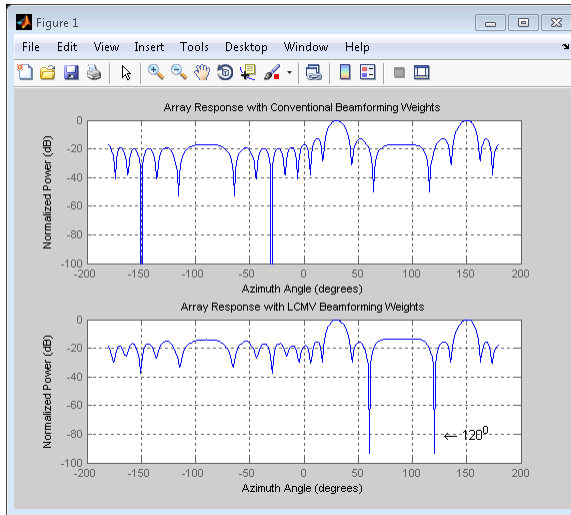 Figure 1
File Edit View Insert Tools Desktop Window Help
Array Response with Conventional Beamforming Weights
Normalized Power (dB)
0
-20
-40
-60
-80
-100
-200 -150 -100 -50 0 50 100 150 200
Azimuth Angle (degrees)
Array Response with LCMV Beamforming Weights
Normalized Power (dB)
0
-20
-40
-60
-80
-100
← 120⁰
-200 -150 -100 -50 0 50 100 150 200
Azimuth Angle (degrees)